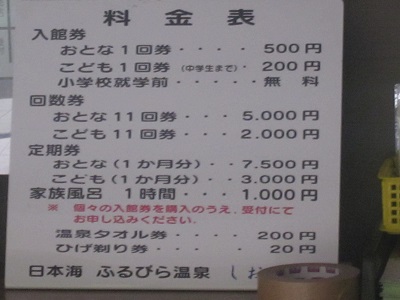 料金表
入館券
おとな1回券・・・・500円
こども1回券(中学生まで)・200円
小学校就学前・・・・無 料
回数券
おとな11回券・・・5.000円
こども11回券・・・2.000円
定期券
おとな(1か月分)・・7.500円
こども(1か月分)・・3.000円
家族風呂 1時間・・・1.000円
※ 個々の入館券を購入のうえ、受付にて
お申し込みください.
温泉タオル券・・・・200円
ひげ剃り券・・・・・20円
日本海 ふるびら温泉 しお